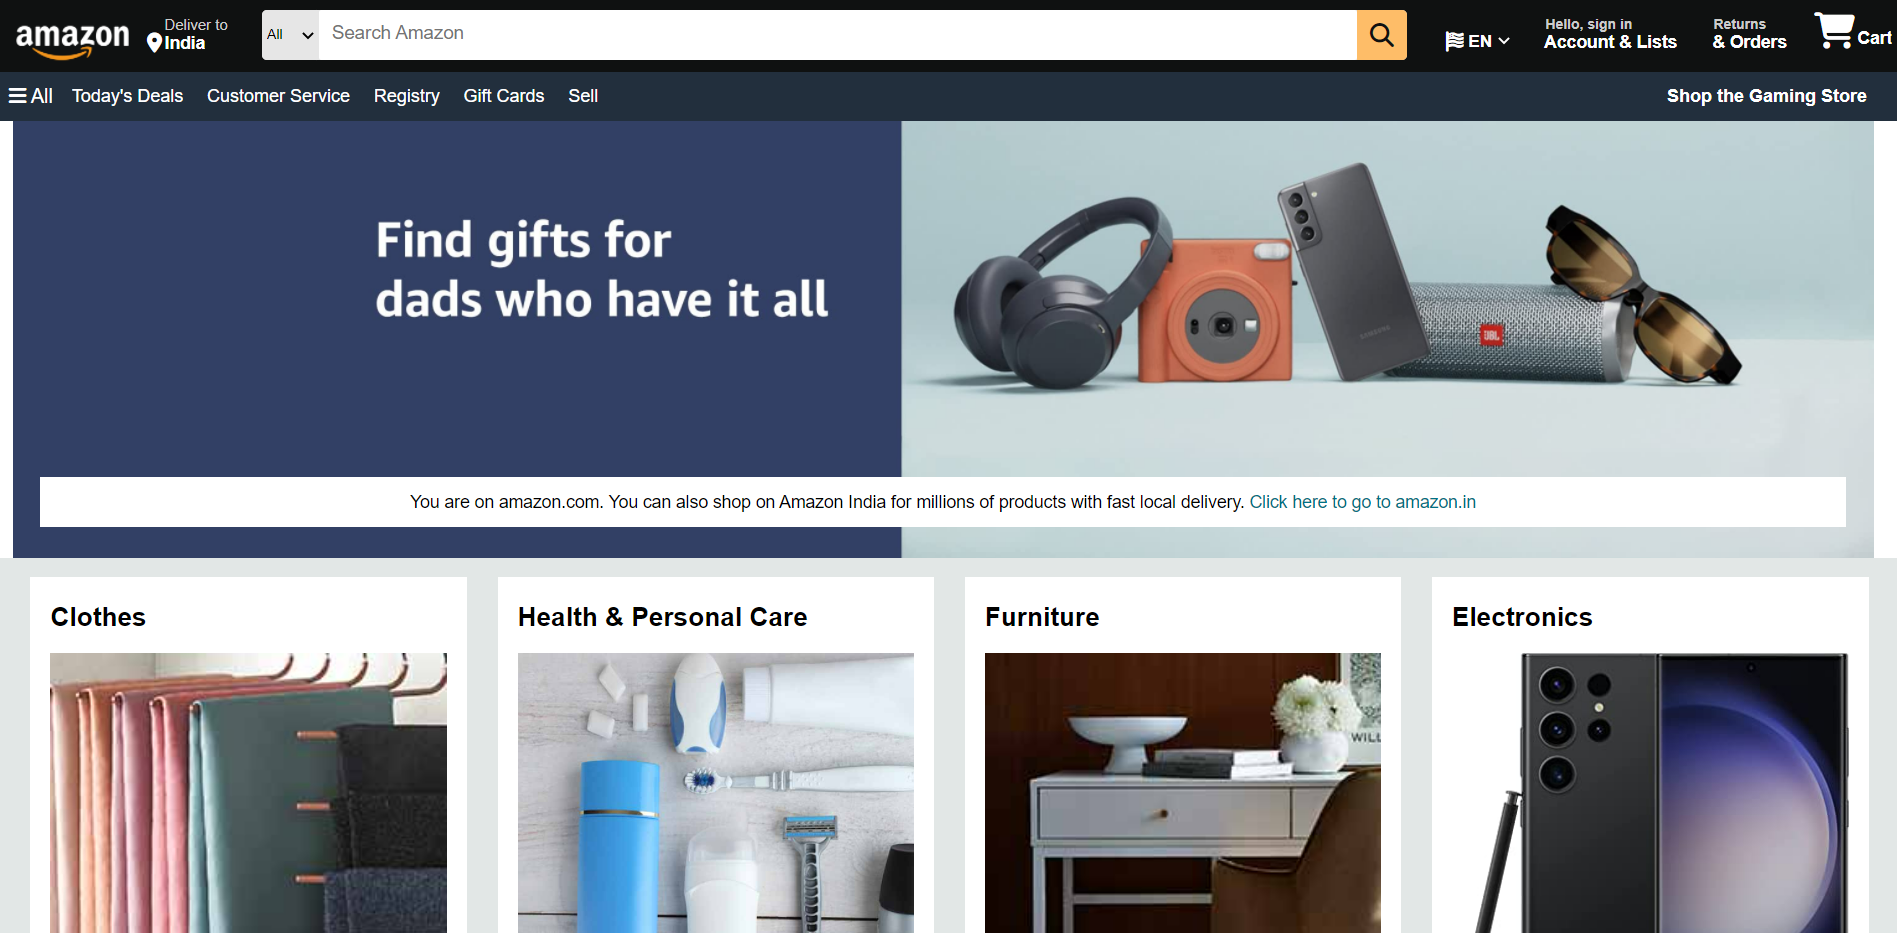 amazon
Deliver to
India
All
Search Amazon
EN
Hello, sign in
Account & Lists
Returns
& Orders
Cart
All
Today's Deals
Customer Service
Registry
Gift Cards
Sell
Shop the Gaming Store
Find gifts for
dads who have it all
SAMSUNG
JBL
You are on amazon.com. You can also shop on Amazon India for millions of products with fast local delivery. Click here to go to amazon.in
Clothes
Health & Personal Care
Furniture
Electronics
WILL